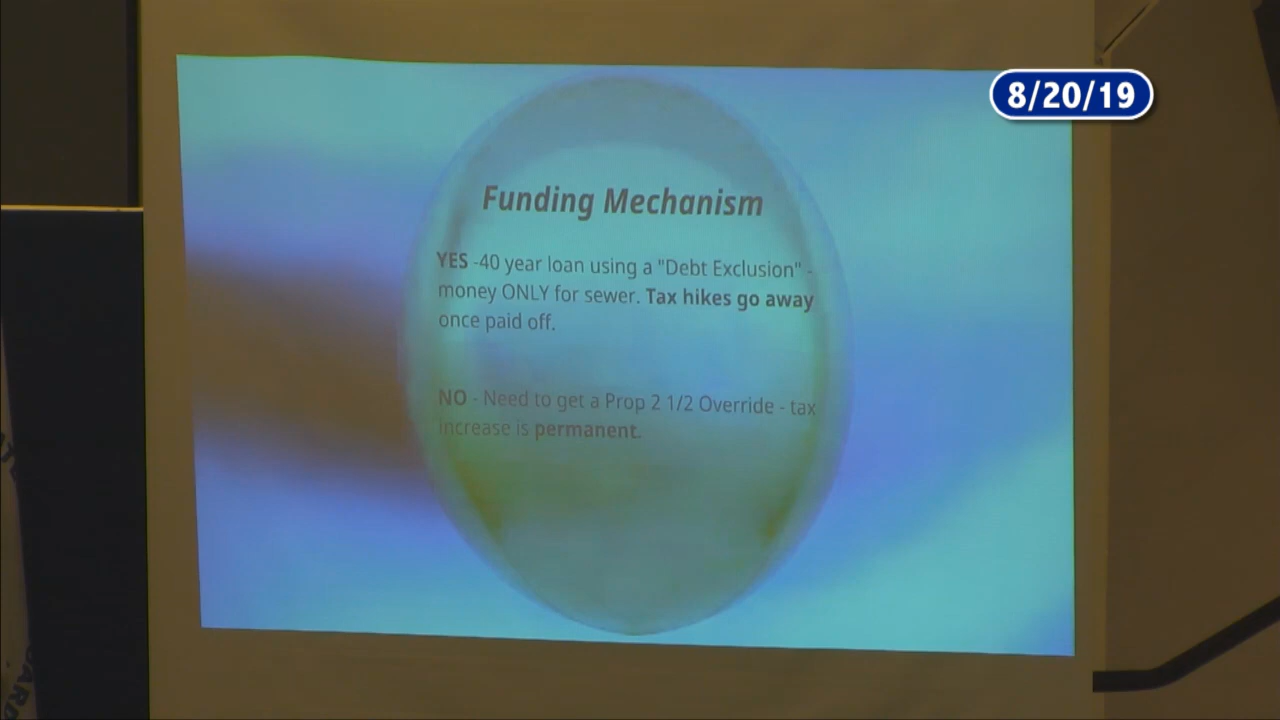 8/20/19
Funding Mechanism
YES -40 year loan using a "Debt Exclusion" -
money ONLY for sewer. Tax hikes go away
once paid off.
NO - Need to get a Prop 2 1/2 Override - tax
increase is permanent.